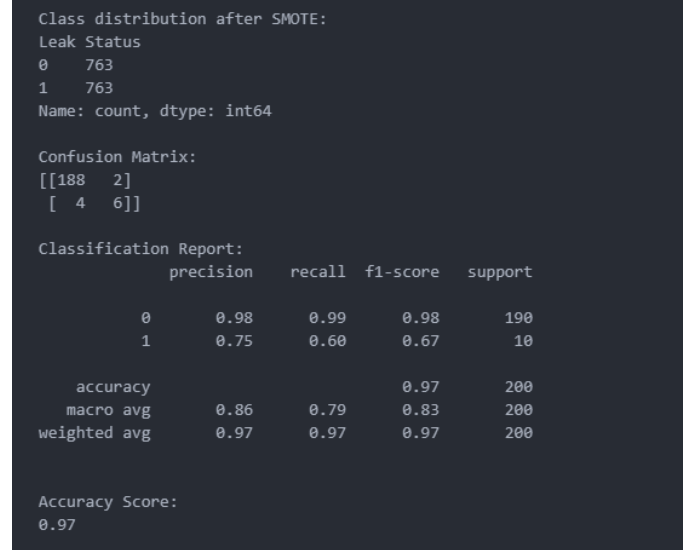 Class distribution after SMOTE:
Leak Status
0    763
1    763
Name: count, dtype: int64
Confusion Matrix:
[[188   2]
 [  4   6]]
Classification Report:
              precision    recall  f1-score   support
           0       0.98      0.99      0.98       190
           1       0.75      0.60      0.67        10
    accuracy                           0.97       200
   macro avg       0.86      0.79      0.83       200
weighted avg       0.97      0.97      0.97       200
Accuracy Score:
0.97